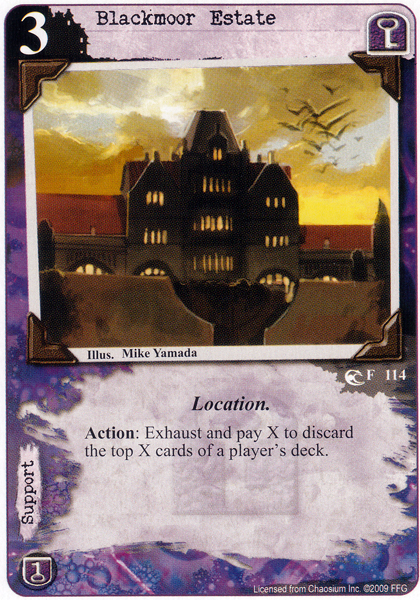 3
Blackmoor Estate
Illus. Mike Yamada
F 114
Location.
Action: Exhaust and pay X to discard
the top X cards of a player's deck.
Support
1
Licensed from Chaosium Inc. ©2009 FFG